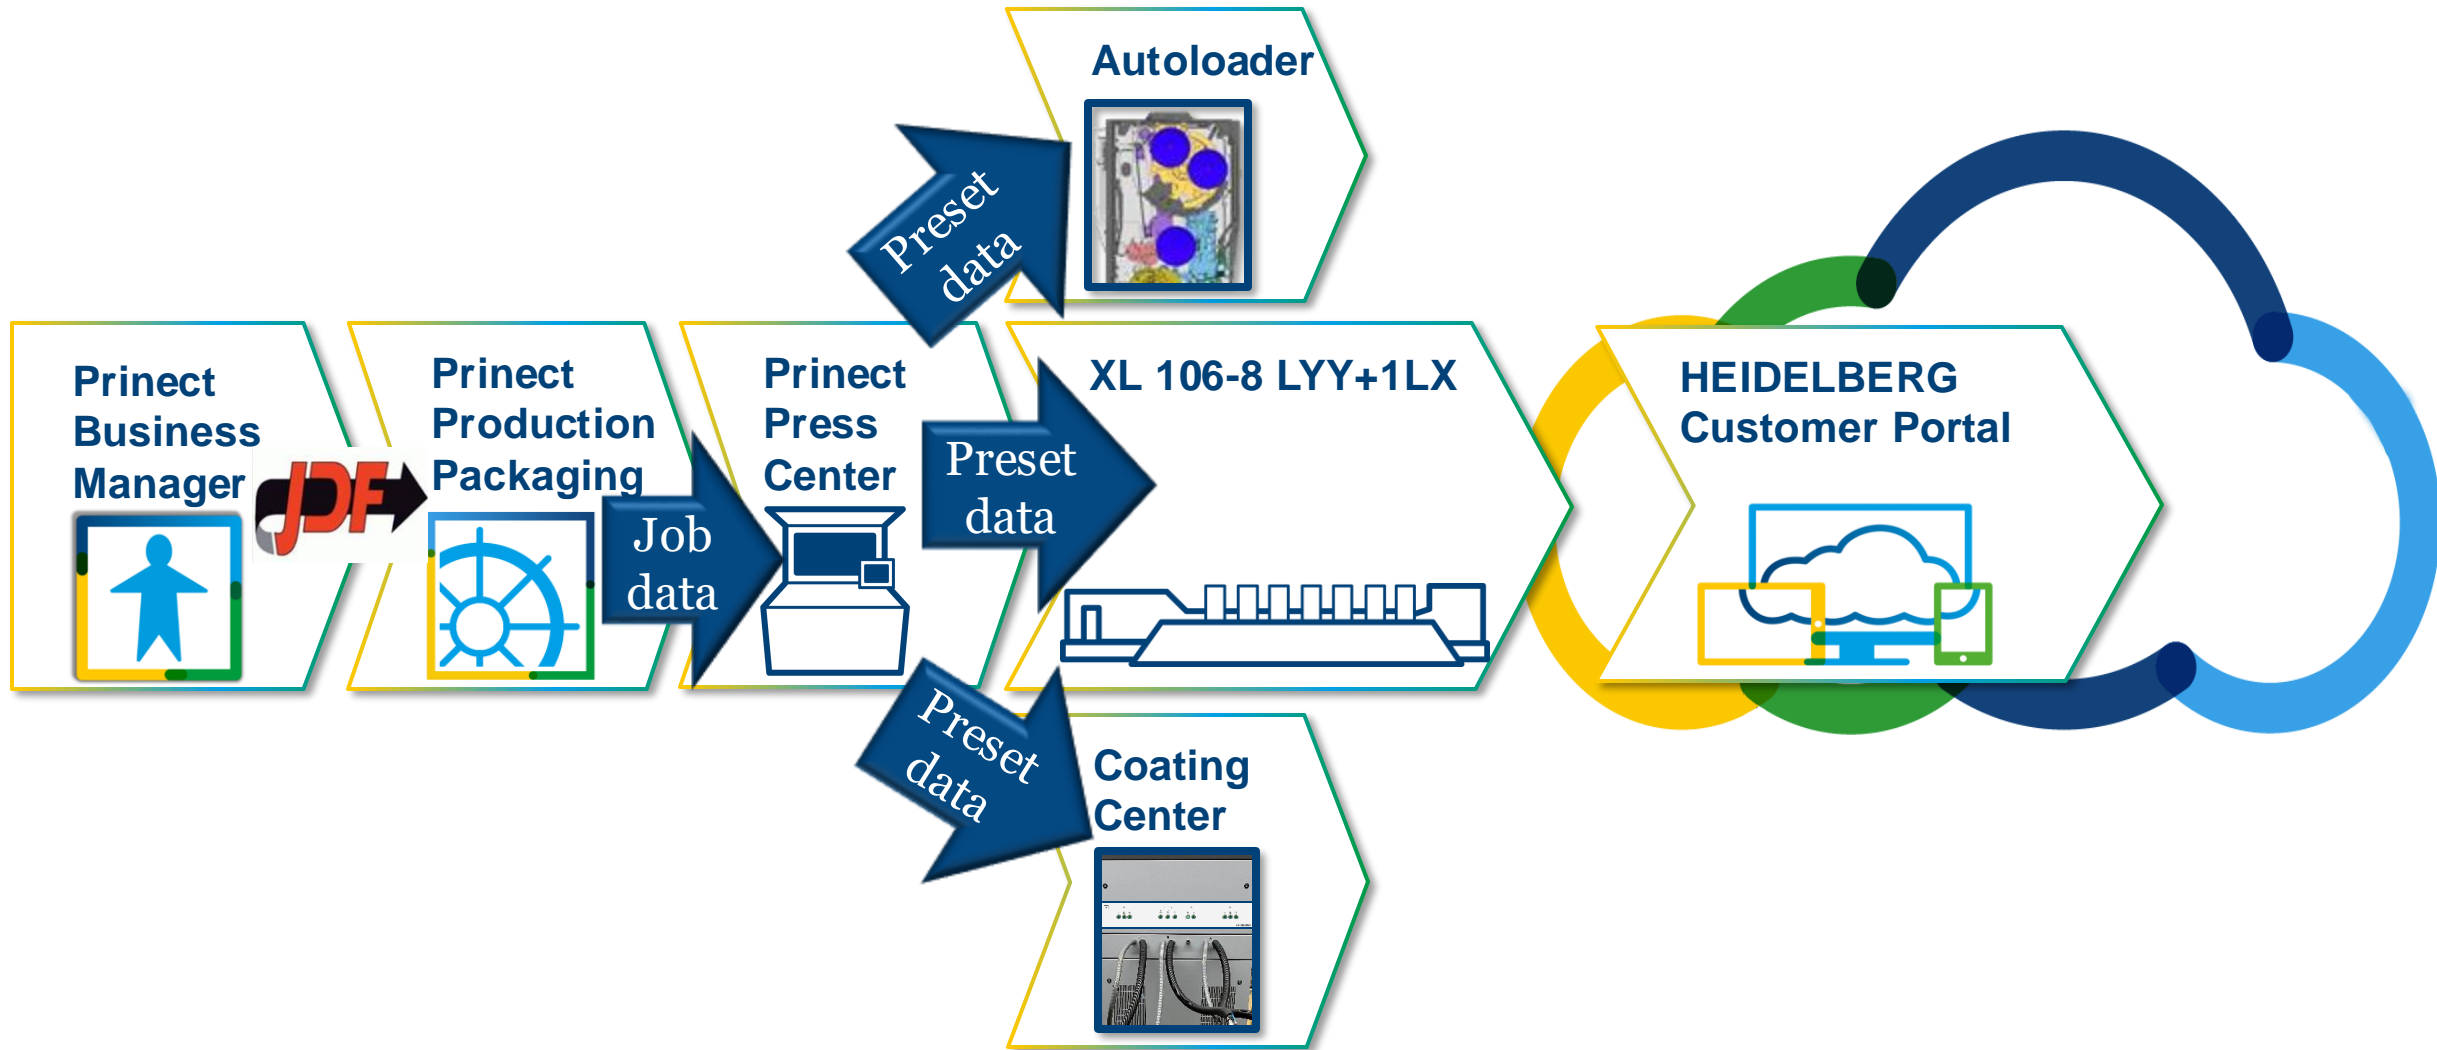 Autoloader
Preset
data
Prinect
Business
Manager
JDF
Prinect
Production
Packaging
Job
data
Prinect
Press
Center
Preset
data
XL 106-8 LYY+1LX
HEIDELBERG
Customer Portal
Preset
data
Coating
Center